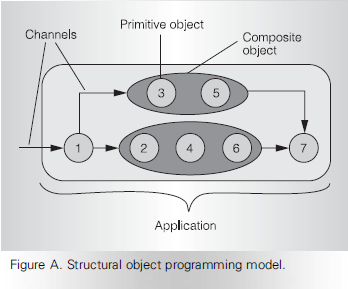 Primitive object
Channels
Composite
object
3
5
1
2
4
6
7
Application
Figure A. Structural object programming model.